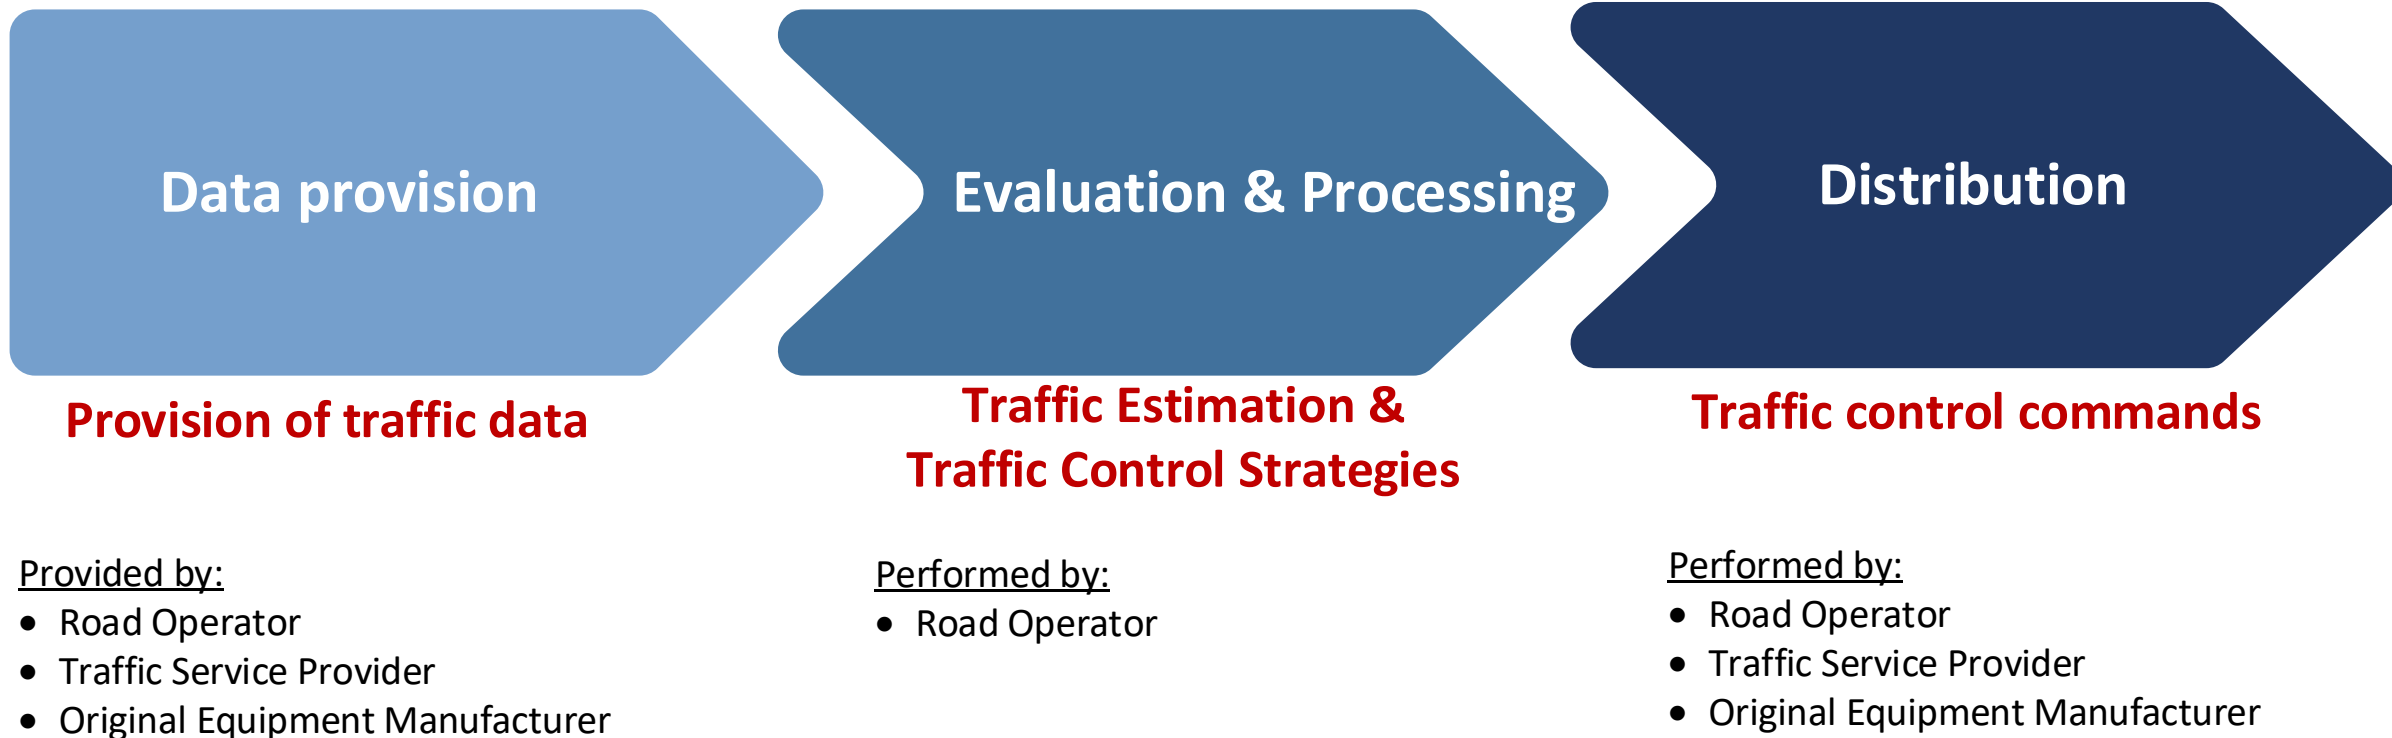 Data provision
Provision of traffic data
Provided by:
• Road Operator
• Traffic Service Provider
• Original Equipment Manufacturer
Evaluation & Processing
Traffic Estimation &
Traffic Control Strategies
Performed by:
• Road Operator
Distribution
Traffic control commands
Performed by:
• Road Operator
• Traffic Service Provider
• Original Equipment Manufacturer